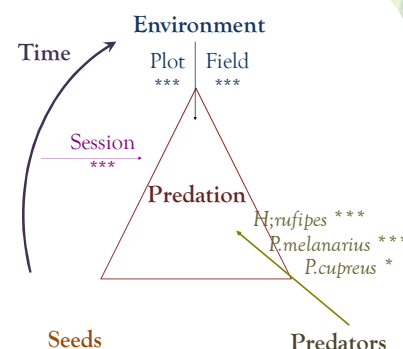 Environment
Time
Plot Field
*** ***
Session
***
Predation
H;rufipes ***
P.melanarius ***
P.cupreus *
Seeds
Predators